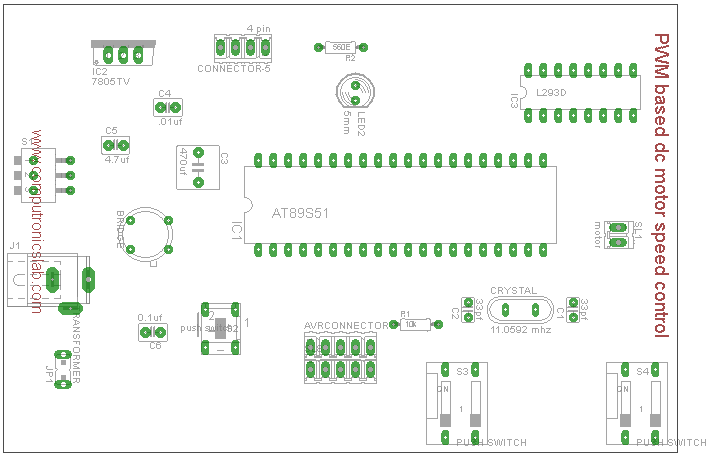 4 pin
CONNECTOR-5
IC2
7805TV
560E
R2
PWM based dc motor speed control
L293D
IC3
C4
.01uf
LED2
5mm
C5
4.7uf
S1
www.computronicslab.com
C3
470uf
AT89S51
IC1
BRIDGE
SL1
motor
J1
CRYSTAL
11.0592 mhz
C2
33pf
C1
33pf
0.1uf
C6
2
1
push switch
S2
AVRCONNECTOR
R1
10k
TRANSFORMER
JP1
S3
ON
1
PUSH SWITCH
S4
ON
1
PUSH SWITCH